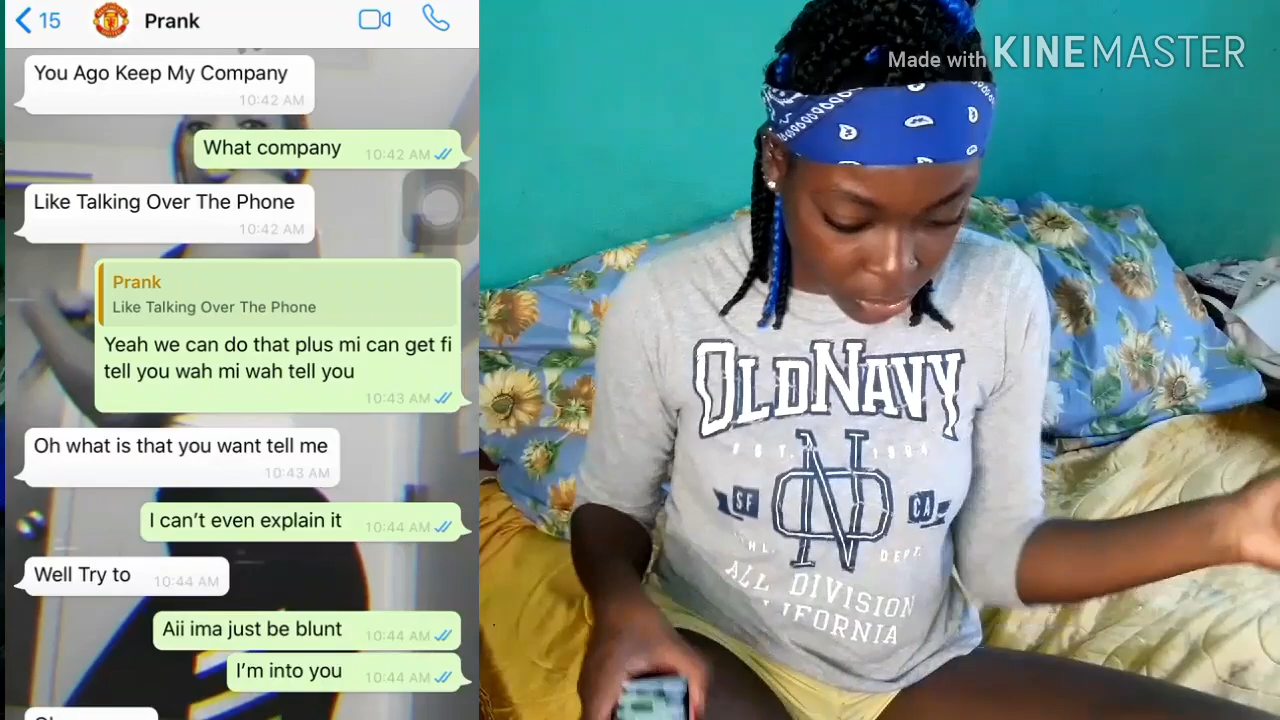 15 Prank
You Ago Keep My Company
10:42 AM
What company 10:42 AM
Like Talking Over The Phone
10:42 AM
Prank
Like Talking Over The Phone
Yeah we can do that plus mi can get fi
tell you wah mi wah tell you
10:43 AM
Oh what is that you want tell me
10:43 AM
I can’t even explain it 10:44 AM
Well Try to 10:44 AM
Aii ima just be blunt 10:44 AM
I’m into you 10:44 AM
Made with KINEMASTER
OLD NAVY
EST. 1994
SF N CA
DEPT.
ALL DIVISION